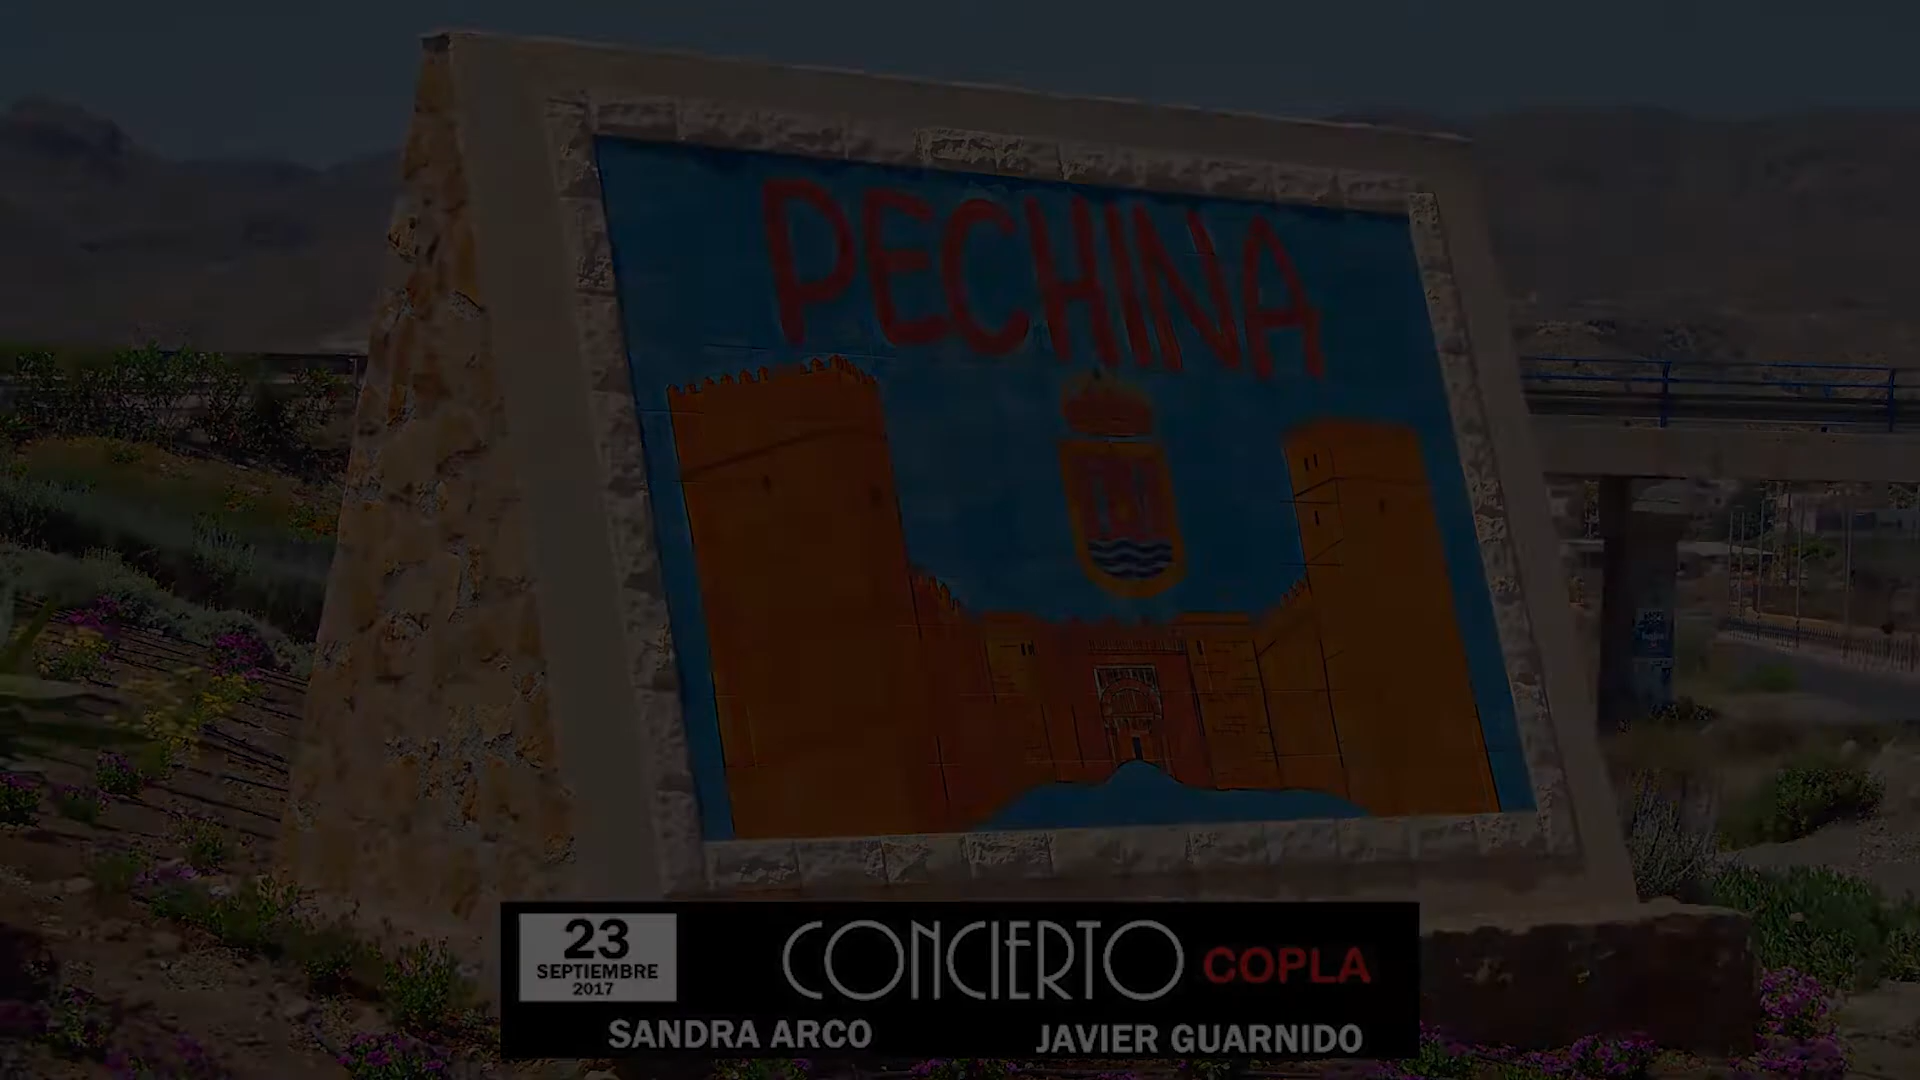 PECHINA
23
SEPTIEMBRE
2017
CONCIERTO COPLA
SANDRA ARCO
JAVIER GUARNIDO